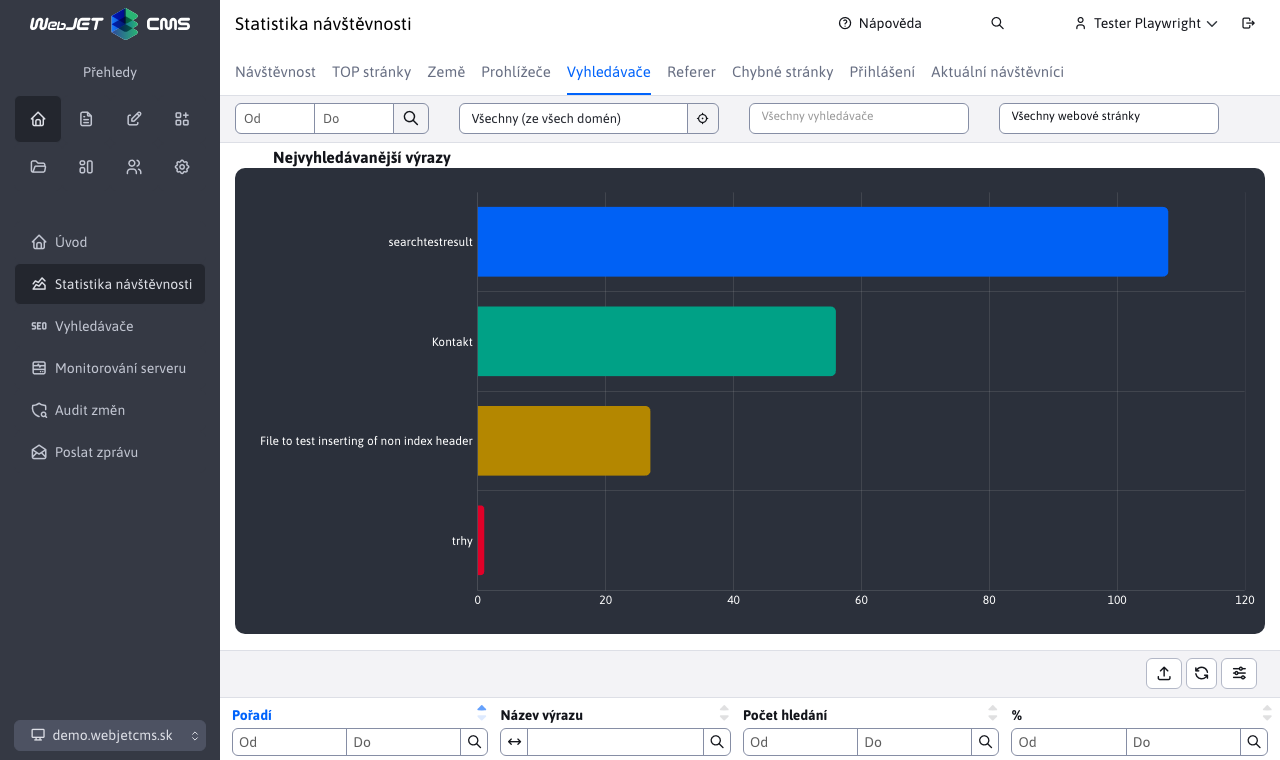 WebJET CMS
Přehledy
Úvod
Statistika návštěvnosti
SEO Vyhledávače
Monitorování serveru
Audit změn
Poslat zprávu
demo.webjetcms.sk
Statistika návštěvnosti
Nápověda
Tester Playwright
Návštěvnost TOP stránky Země Prohlížeče Vyhledávače Referer Chybné stránky Přihlášení Aktuální návštěvníci
Od Do Všechny (ze všech domén) Všechny vyhledávače Všechny webové stránky
Nejvyhledávanější výrazy
searchtestresult
Kontakt
File to test inserting of non index header
trhy
0 20 40 60 80 100 120
Pořadí Název výrazu Počet hledání %
Od Do Od Do Od Do